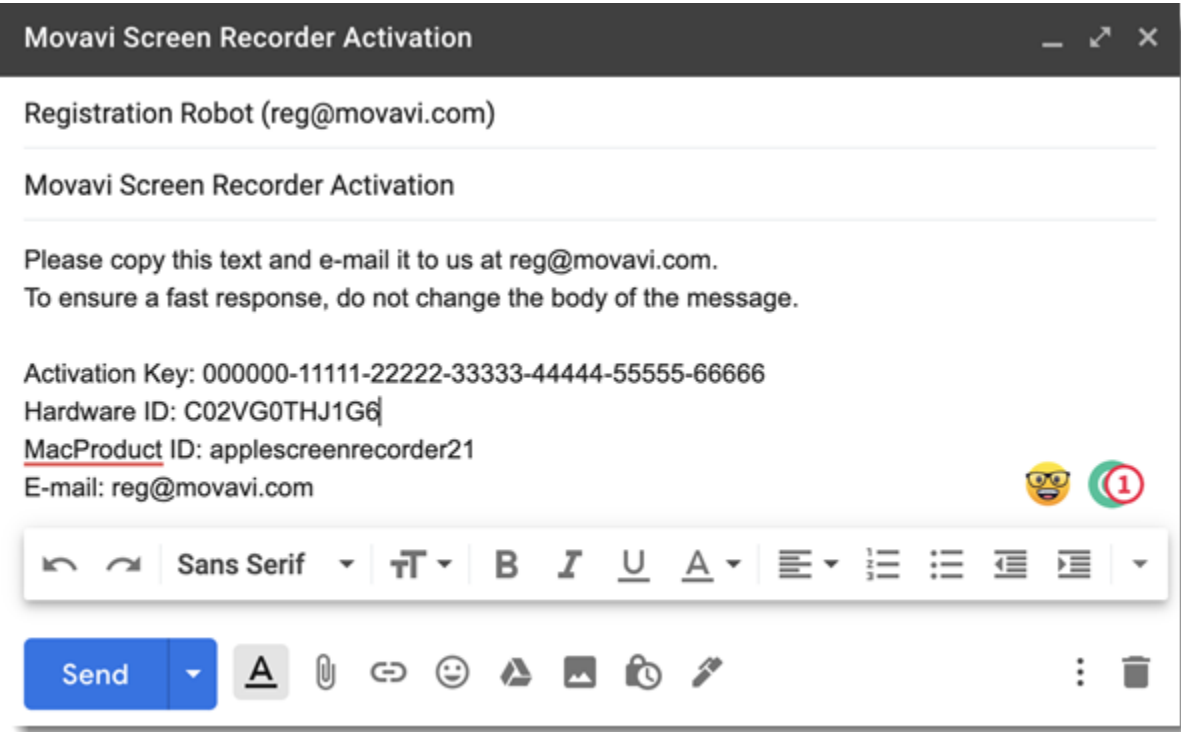 Movavi Screen Recorder Activation
Registration Robot (reg@movavi.com)
Movavi Screen Recorder Activation
Please copy this text and e-mail it to us at reg@movavi.com.
To ensure a fast response, do not change the body of the message.
Activation Key: 000000-11111-22222-33333-44444-55555-66666
Hardware ID: C02VG0THJ1G6
MacProduct ID: applescreenrecorder21
E-mail: reg@movavi.com
1
Sans Serif
Send